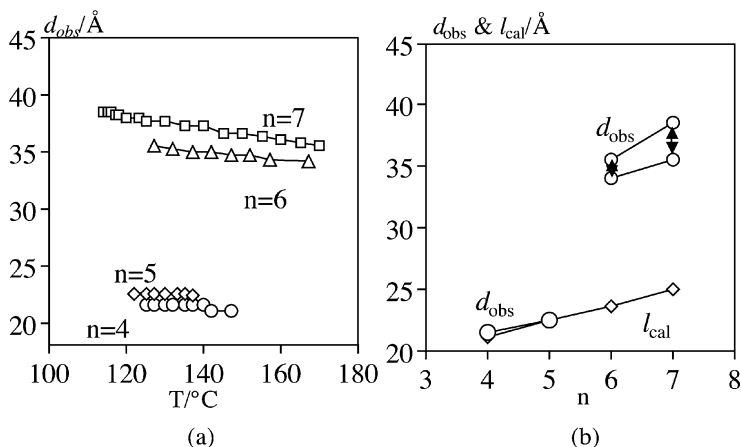 d_obs/Å
45
40
35
30
25
20
n=7
n=6
n=5
n=4
100 120 140 160 180
T/°C
(a)
d_obs & l_cal/Å
45
40
35
30
25
20
d_obs
d_obs
l_cal
3 4 5 6 7 8
n
(b)